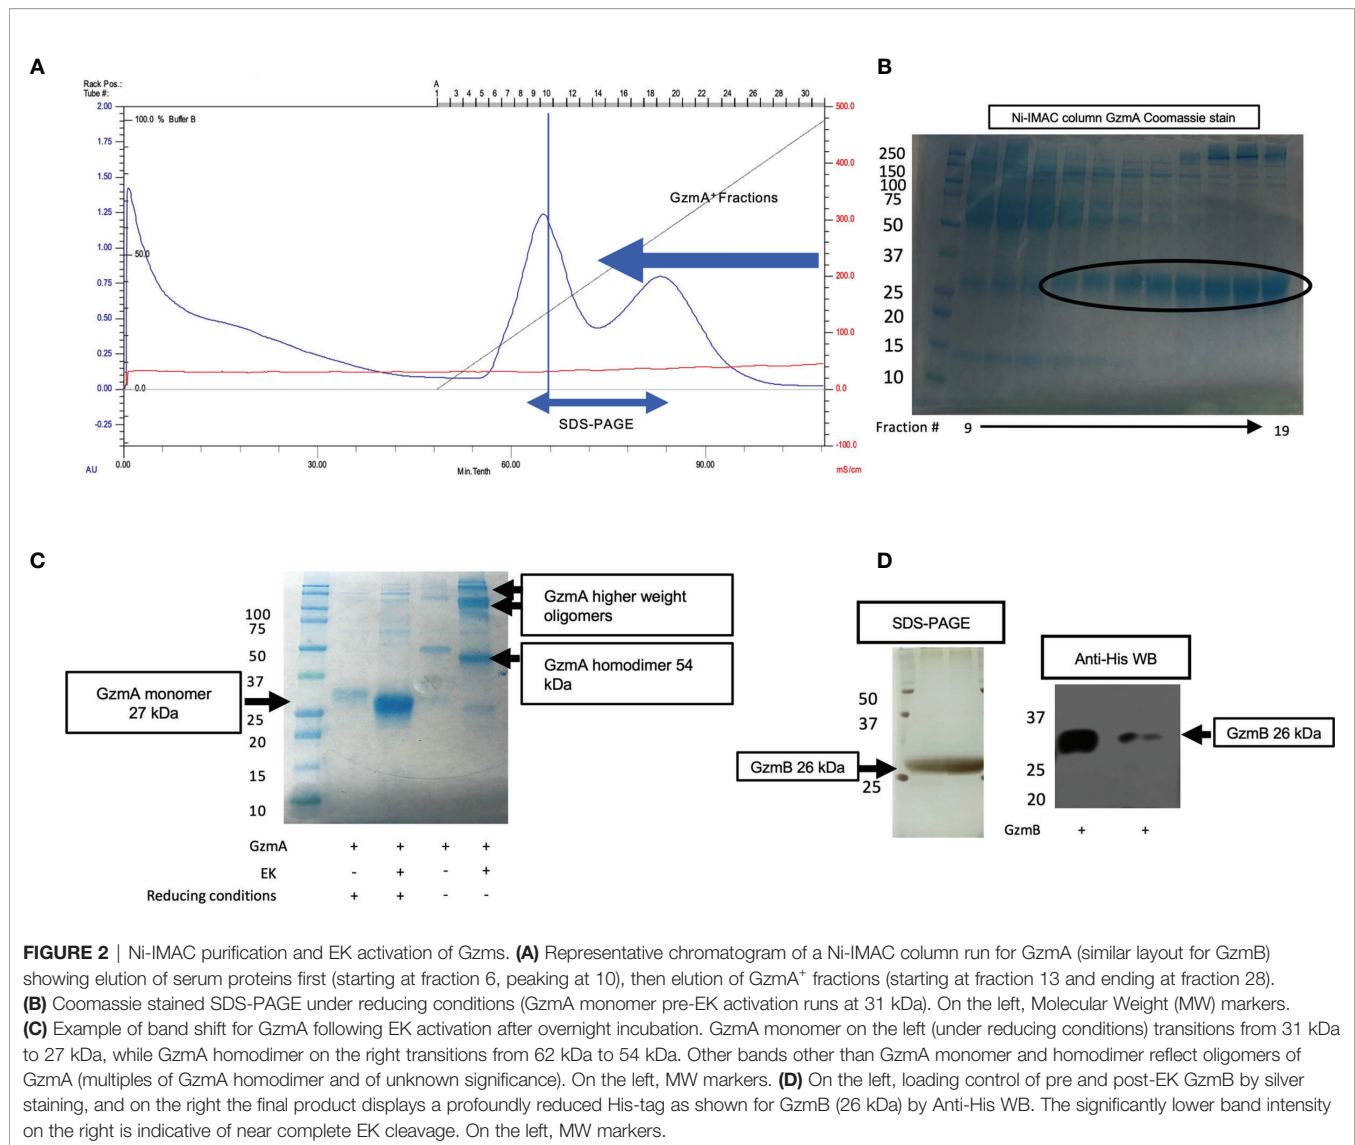 A
Rack Pos.:
Tube #:
A
1 3 4 5 6 7 8 9 10 12 14 16 18 20 22 24 26 28 30
2.00
1.75
1.50
1.25
1.00
0.75
0.50
0.25
0.00
-0.25
AU
100.0 % Buffer B
50.0
0.0
GzmA+Fractions
SDS-PAGE
500.0
400.0
300.0
200.0
100.0
0.0
-100.0
mS/cm
0.00 30.00 60.00 90.00
Min.Tenth
B
Ni-IMAC column GzmA Coomassie stain
250
150
100
75
50
37
25
20
15
10
Fraction # 9 19
C
100
75
50
37
25
20
15
10
GzmA monomer
27 kDa
GzmA higher weight
oligomers
GzmA homodimer 54
kDa
GzmA + + + +
EK - + - +
Reducing conditions + + - -
D
SDS-PAGE
50
37
25
GzmB 26 kDa
Anti-His WB
37
25
20
GzmB 26 kDa
GzmB + +
FIGURE 2 | Ni-IMAC purification and EK activation of Gzms. (A) Representative chromatogram of a Ni-IMAC column run for GzmA (similar layout for GzmB)
showing elution of serum proteins first (starting at fraction 6, peaking at 10), then elution of GzmA+ fractions (starting at fraction 13 and ending at fraction 28).
(B) Coomassie stained SDS-PAGE under reducing conditions (GzmA monomer pre-EK activation runs at 31 kDa). On the left, Molecular Weight (MW) markers.
(C) Example of band shift for GzmA following EK activation after overnight incubation. GzmA monomer on the left (under reducing conditions) transitions from 31 kDa
to 27 kDa, while GzmA homodimer on the right transitions from 62 kDa to 54 kDa. Other bands other than GzmA monomer and homodimer reflect oligomers of
GzmA (multiples of GzmA homodimer and of unknown significance). On the left, MW markers. (D) On the left, loading control of pre and post-EK GzmB by silver
staining, and on the right the final product displays a profoundly reduced His-tag as shown for GzmB (26 kDa) by Anti-His WB. The significantly lower band intensity
on the right is indicative of near complete EK cleavage. On the left, MW markers.